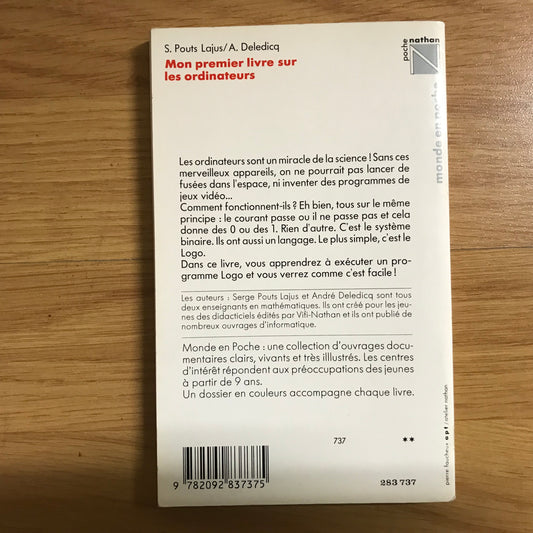 S. Pouts Lajus/A. Deledicq
Mon premier livre sur
les ordinateurs
poche nathan
monde en poche
Les ordinateurs sont un miracle de la science ! Sans ces
merveilleux appareils, on ne pourrait pas lancer de
fusées dans l'espace, ni inventer des programmes de
jeux vidéo...
Comment fonctionnent-ils ? Eh bien, tous sur le même
principe : le courant passe ou il ne passe pas et cela
donne des 0 ou des 1. Rien d'autre. C'est le système
binaire. Ils ont aussi un langage. Le plus simple, c'est le
Logo.
Dans ce livre, vous apprendrez à exécuter un pro-
gramme Logo et vous verrez comme c'est facile !
Les auteurs : Serge Pouts Lajus et André Deledicq sont tous
deux enseignants en mathématiques. Ils ont créé pour les jeu-
nes des didacticiels édités par Vifi-Nathan et ils ont publié de
nombreux ouvrages d'informatique.
Monde en Poche : une collection d'ouvrages docu-
mentaires clairs, vivants et très illlustrés. Les centres
d'intérêt répondent aux préoccupations des jeunes
à partir de 9 ans.
Un dossier en couleurs accompagne chaque livre.
pierre faucheux apf/atelier nathan
737 **
9 782092 837375
283 737